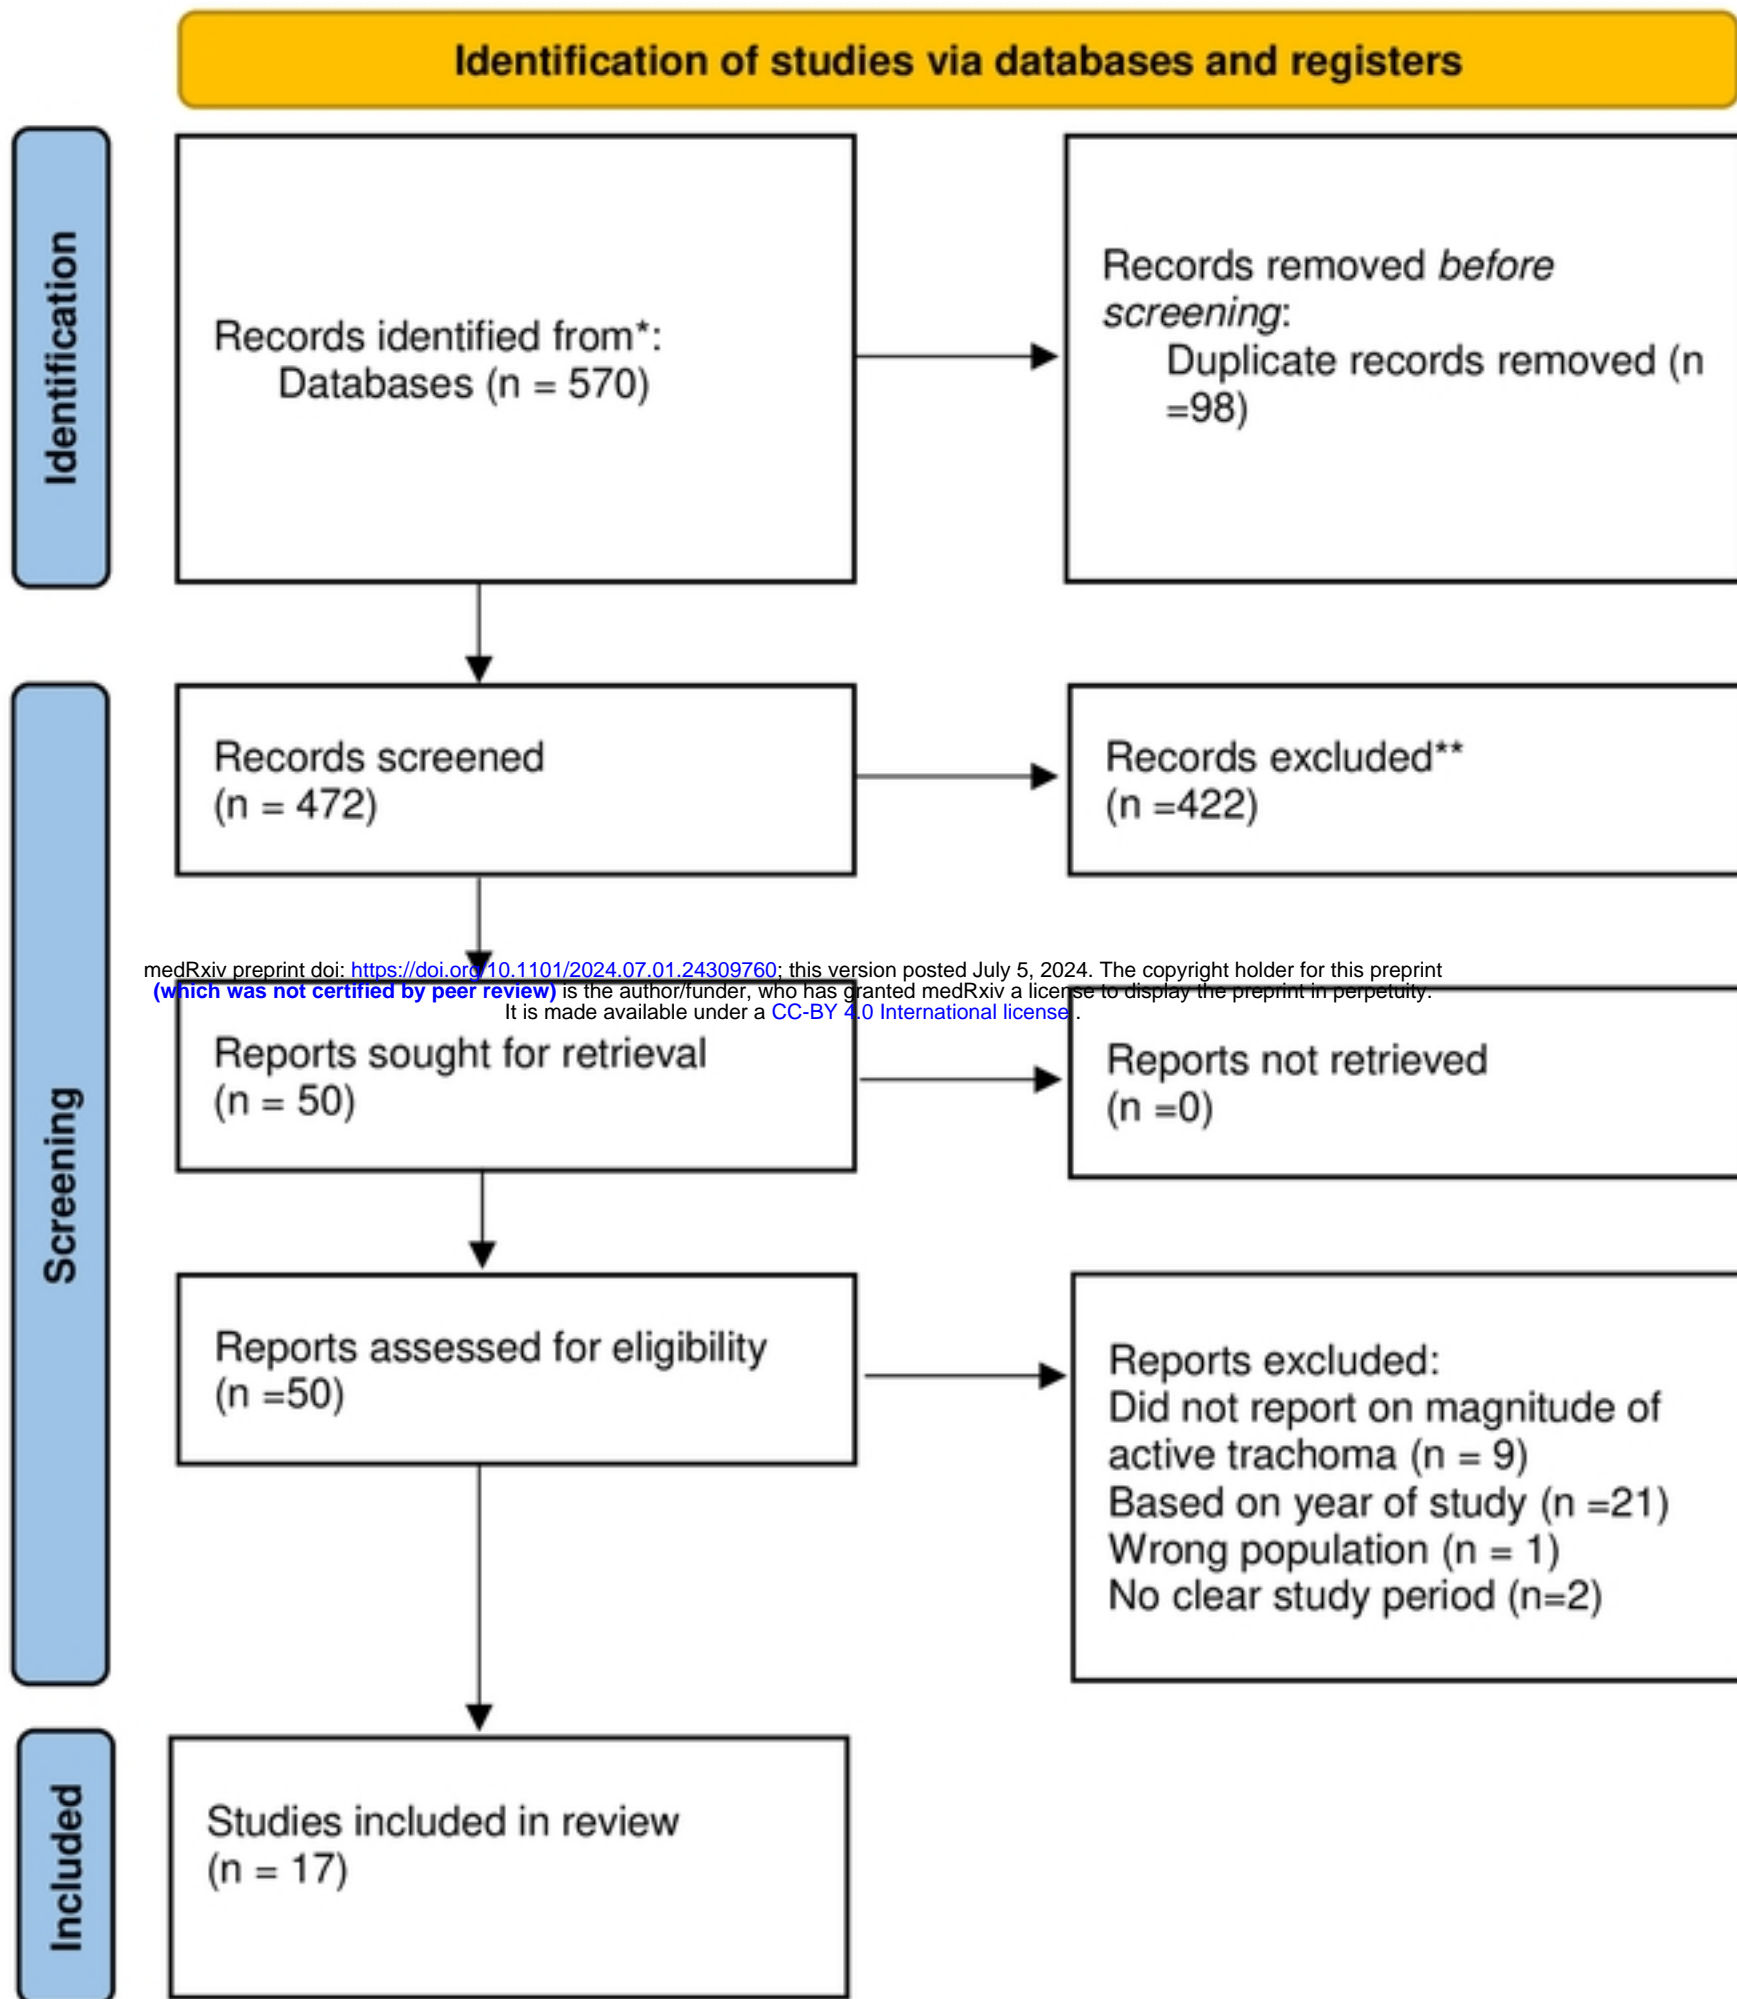 Identification of studies via databases and registers
Identification
Records identified from*:
Databases (n = 570)
Records removed before
screening:
Duplicate records removed (n
=98)
Screening
Records screened
(n = 472)
Records excluded**
(n =422)
medRxiv preprint doi: https://doi.org/10.1101/2024.07.01.24309760; this version posted July 5, 2024. The copyright holder for this preprint
(which was not certified by peer review) is the author/funder, who has granted medRxiv a license to display the preprint in perpetuity.
It is made available under a CC-BY 4.0 International license .
Reports sought for retrieval
(n = 50)
Reports not retrieved
(n =0)
Reports assessed for eligibility
(n =50)
Reports excluded:
Did not report on magnitude of
active trachoma (n = 9)
Based on year of study (n =21)
Wrong population (n = 1)
No clear study period (n=2)
Included
Studies included in review
(n = 17)